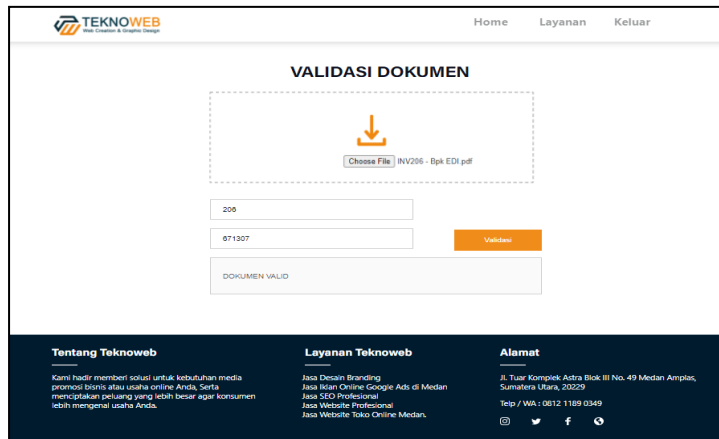 TEKNOWEB
Web Creation & Graphic Design
Home Layanan Keluar
VALIDASI DOKUMEN
Choose File INV206 - Bpk EDI.pdf
206
671307
Validasi
DOKUMEN VALID
Tentang Teknoweb
Kami hadir memberi solusi untuk kebutuhan media
promosi bisnis atau usaha online Anda, Serta
menciptakan peluang yang lebih besar agar konsumen
lebih mengenal usaha Anda.
Layanan Teknoweb
Jasa Desain Branding
Jasa Iklan Online Google Ads di Medan
Jasa SEO Profesional
Jasa Website Profesional
Jasa Website Toko Online Medan.
Alamat
Jl. Tuar Komplek Astra Blok III No. 49 Medan Amplas,
Sumatera Utara, 20229
Telp / WA : 0812 1189 0349